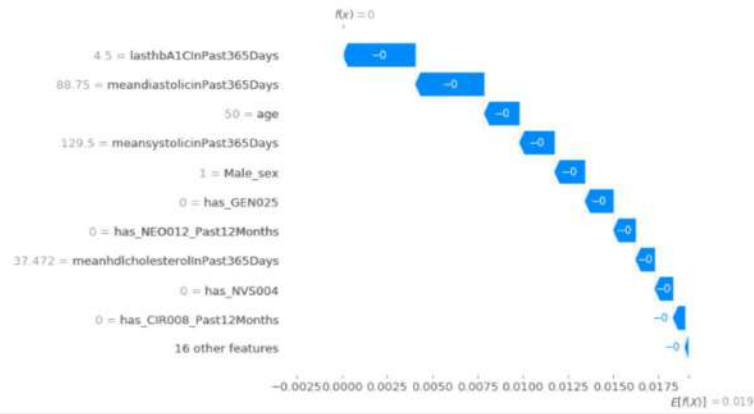 f(x) = 0
4.5 = lasthbA1CInPast365Days
−0
88.75 = meandiastolicinPast365Days
−0
50 = age
−0
129.5 = meansystolicinPast365Days
−0
1 = Male_sex
−0
0 = has_GEN025
−0
0 = has_NEO012_Past12Months
−0
37.472 = meanhdlcholesterolInPast365Days
−0
0 = has_NVS004
−0
0 = has_CIR008_Past12Months
−0
16 other features
−0
−0.0025 0.0000 0.0025 0.0050 0.0075 0.0100 0.0125 0.0150 0.0175
E[f(X)] = 0.019